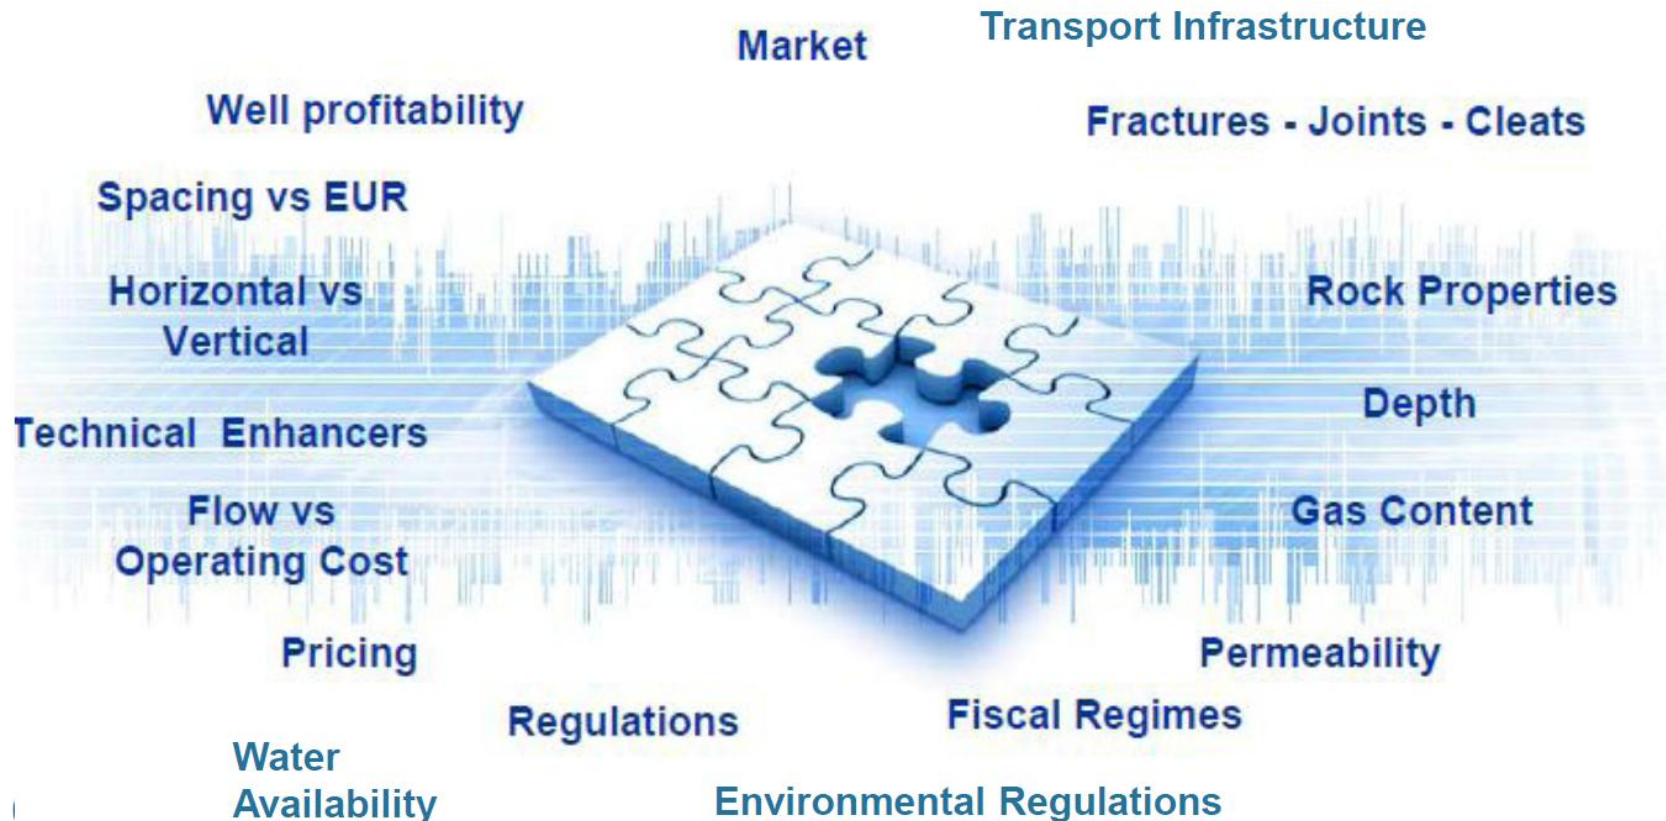 Transport Infrastructure
Market
Well profitability
Fractures - Joints - Cleats
Spacing vs EUR
Horizontal vs
Vertical
Rock Properties
Depth
Technical Enhancers
Flow vs
Operating Cost
Gas Content
Pricing
Permeability
Regulations
Fiscal Regimes
Water
Availability
Environmental Regulations